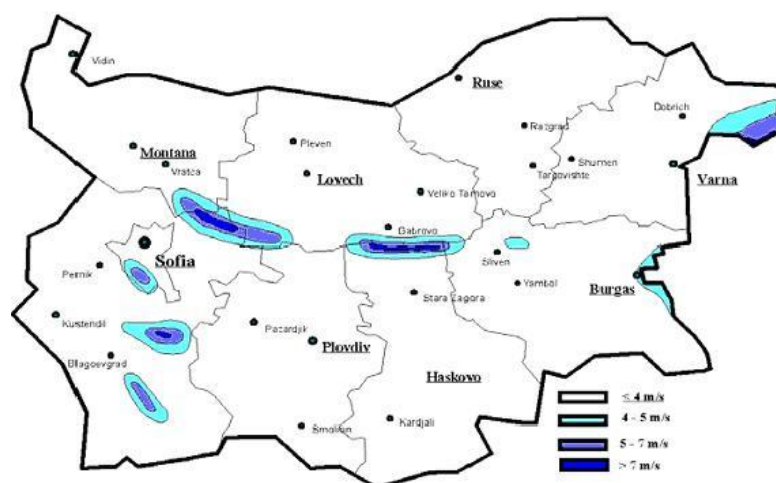 Vidin
Ruse
Dobrich
Razgrad
Montana
Pleven
Vratca
Lovech
Targovishte
Shumen
Varna
Veliko Tarnovo
Gabrovo
Sofia
Pernik
Sliven
Yambol
Burgas
Stara Zagora
Kurstendil
Pazardjik
Plovdiv
Blagoevgrad
Haskovo
Smolian
Kardjali
≤ 4 m/s
4 - 5 m/s
5 - 7 m/s
> 7 m/s